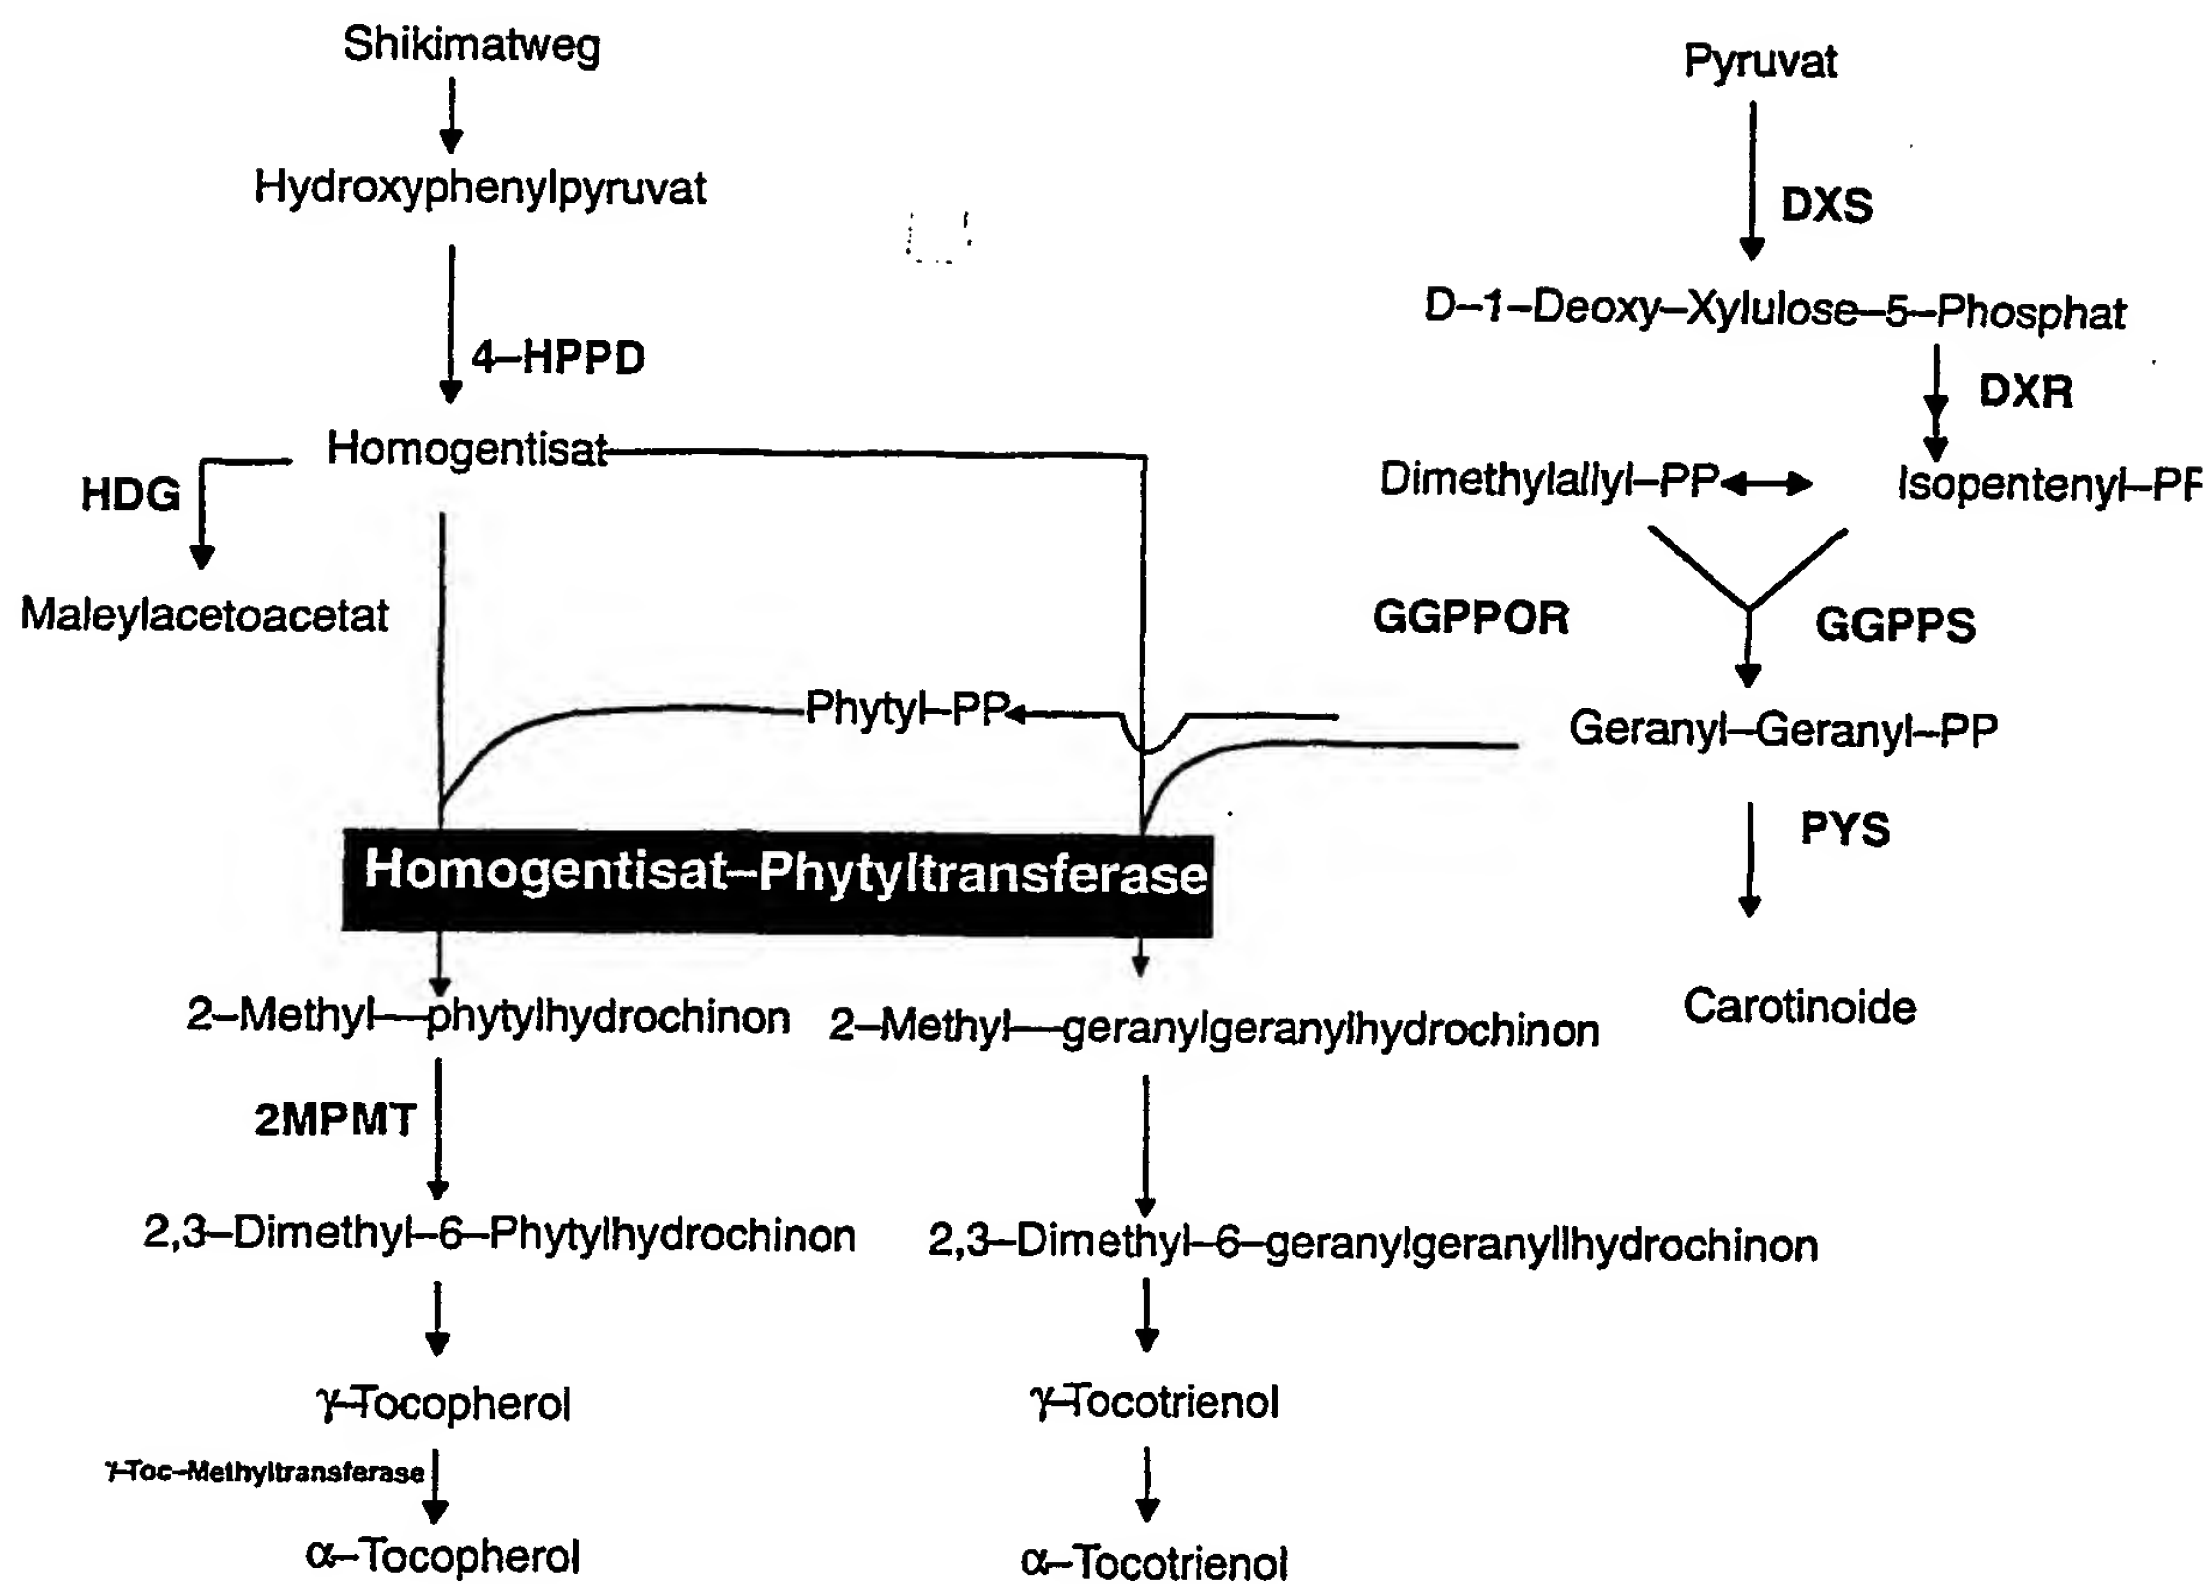 Shikimatweg
Pyruvat
Hydroxyphenylpyruvat
DXS
D–1–Deoxy–Xylulose–5–Phosphat
4–HPPD
DXR
Homogentisat
Dimethylallyl–PP
Isopentenyl–PF
HDG
Maleylacetoacetat
GGPPOR
GGPPS
Phytyl–PP
Geranyl–Geranyl–PP
PYS
Homogentisat–Phytyltransferase
2–Methyl—phytylhydrochinon
2–Methyl—geranylgeranylhydrochinon
Carotinoide
2MPMT
2,3–Dimethyl–6–Phytylhydrochinon
2,3–Dimethyl–6–geranylgeranyllhydrochinon
γ–Tocopherol
γ–Tocotrienol
γ–Toc–Methyltransferase
α–Tocopherol
α–Tocotrienol